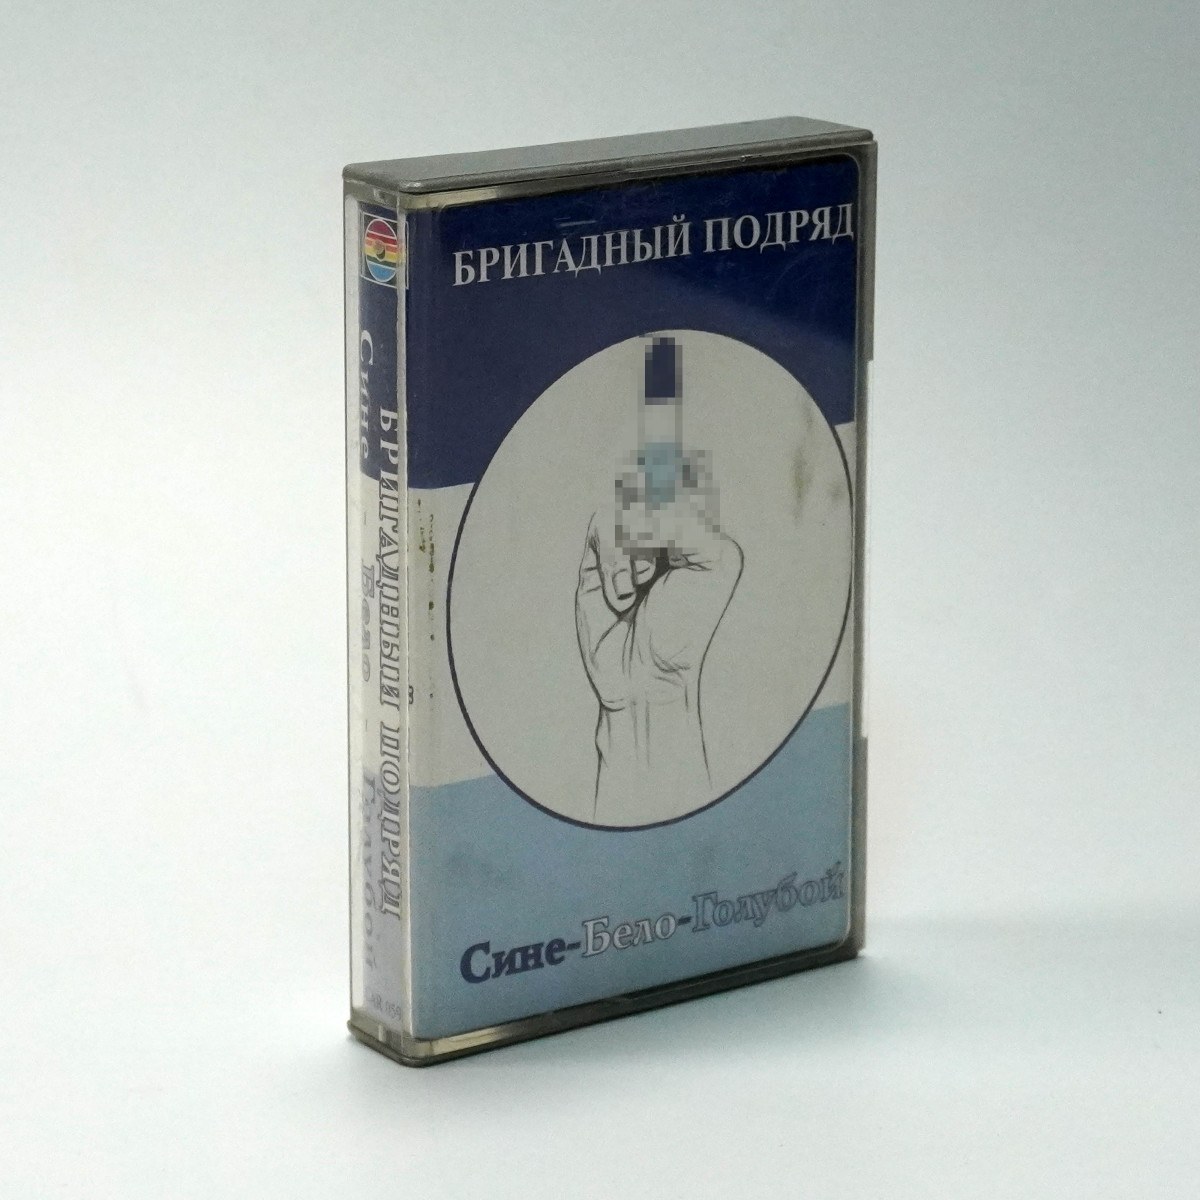 БРИГАДНЫЙ ПОДРЯД
Сине-Бело-Голубой
БРИГАДНЫЙ ПОДРЯД
Сине - Бело - Голубой